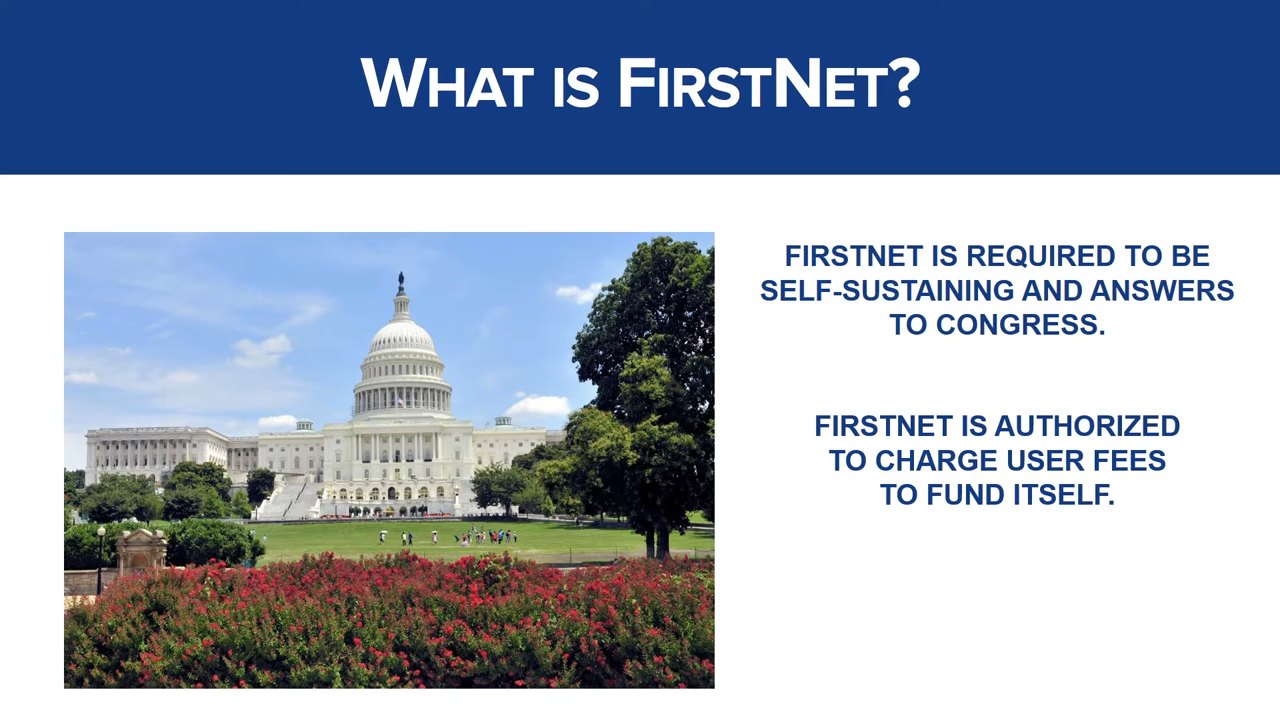 What is FirstNet?
FIRSTNET IS REQUIRED TO BE
SELF-SUSTAINING AND ANSWERS
TO CONGRESS.
FIRSTNET IS AUTHORIZED
TO CHARGE USER FEES
TO FUND ITSELF.